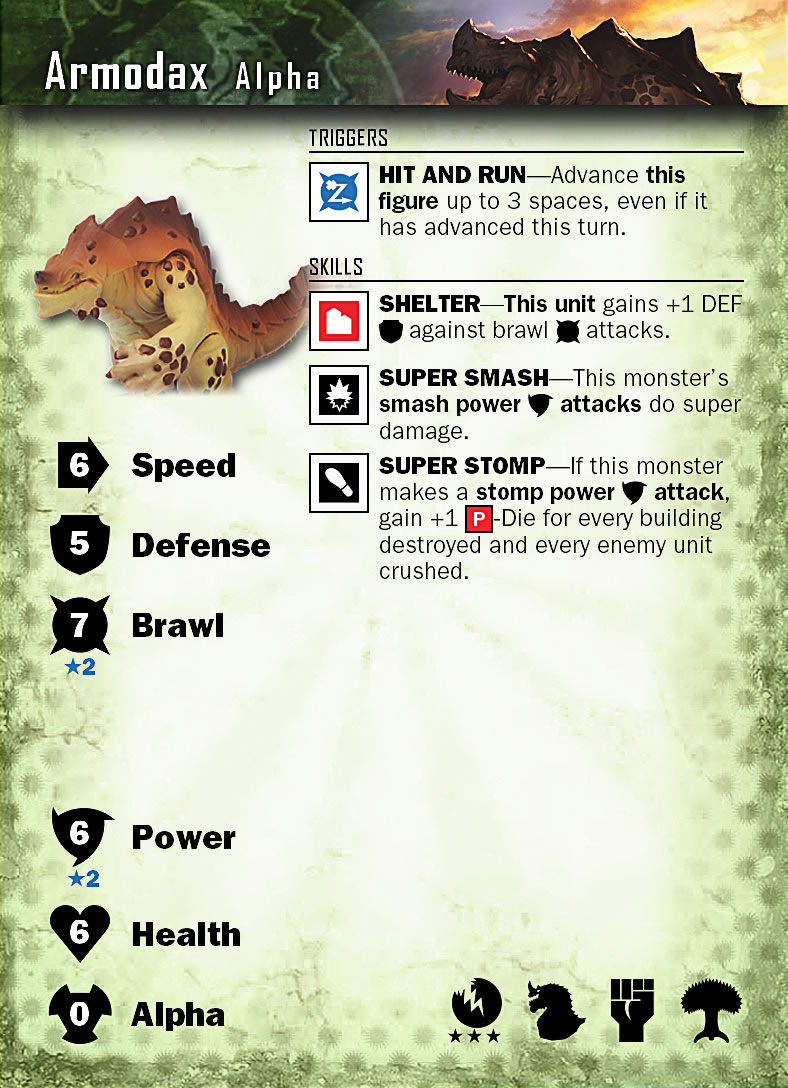 Armodax Alpha
TRIGGERS
Z
HIT AND RUN—Advance this
figure up to 3 spaces, even if it
has advanced this turn.
SKILLS
SHELTER—This unit gains +1 DEF
against brawl attacks.
SUPER SMASH—This monster's
smash power attacks do super
damage.
SUPER STOMP—If this monster
makes a stomp power attack,
gain +1 P-Die for every building
destroyed and every enemy unit
crushed.
6 Speed
5 Defense
7 Brawl
★2
6 Power
★2
6 Health
0 Alpha
★★★